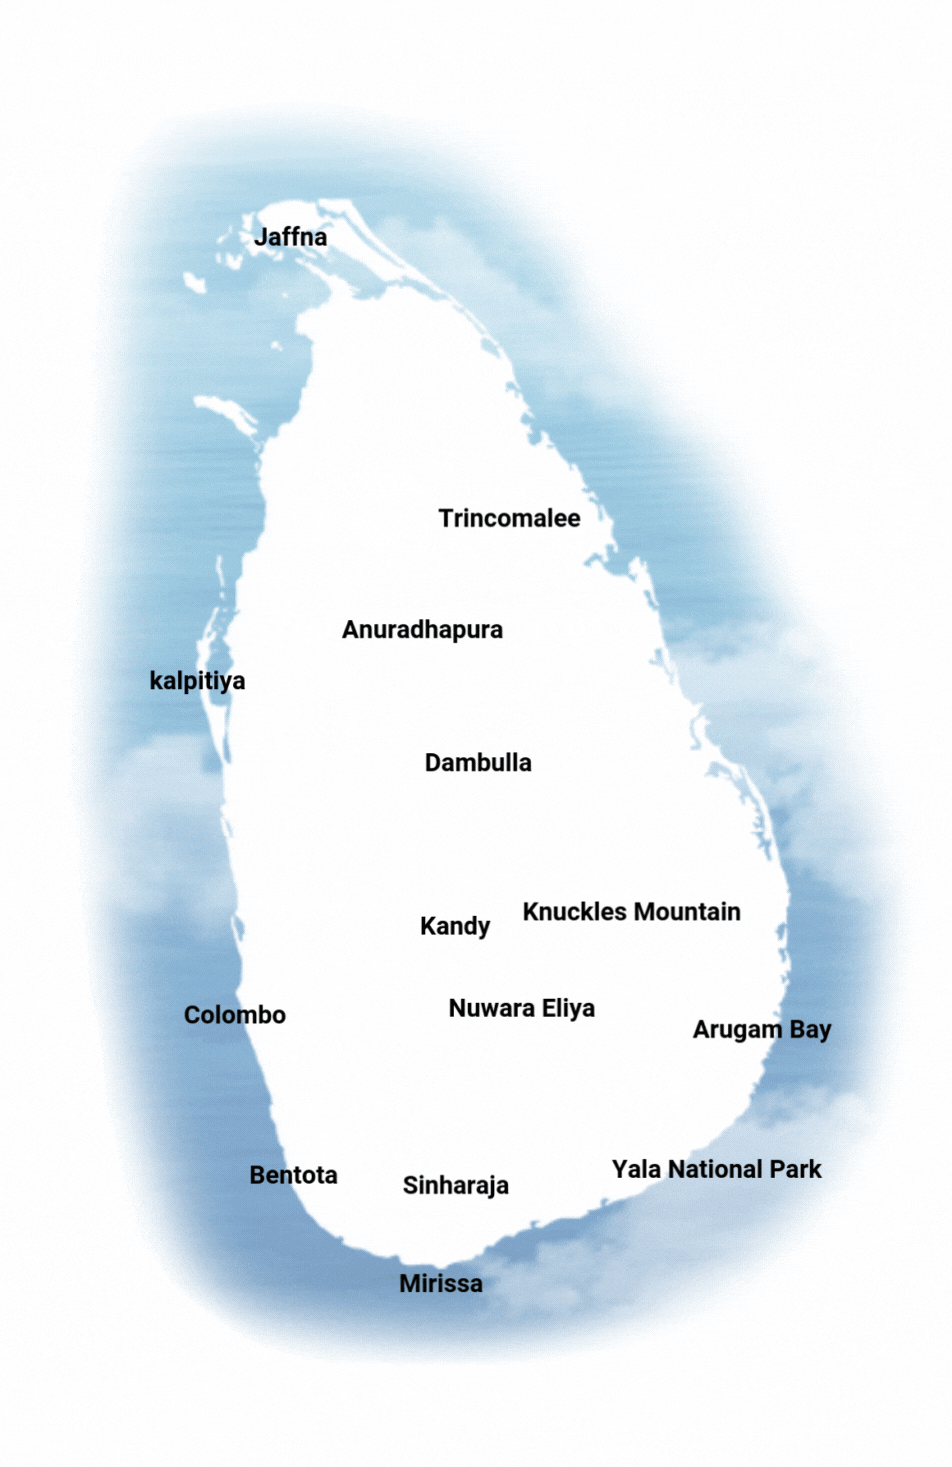 Jaffna
Trincomalee
Anuradhapura
kalpitiya
Dambulla
Knuckles Mountain
Kandy
Nuwara Eliya
Colombo
Arugam Bay
Yala National Park
Bentota
Sinharaja
Mirissa